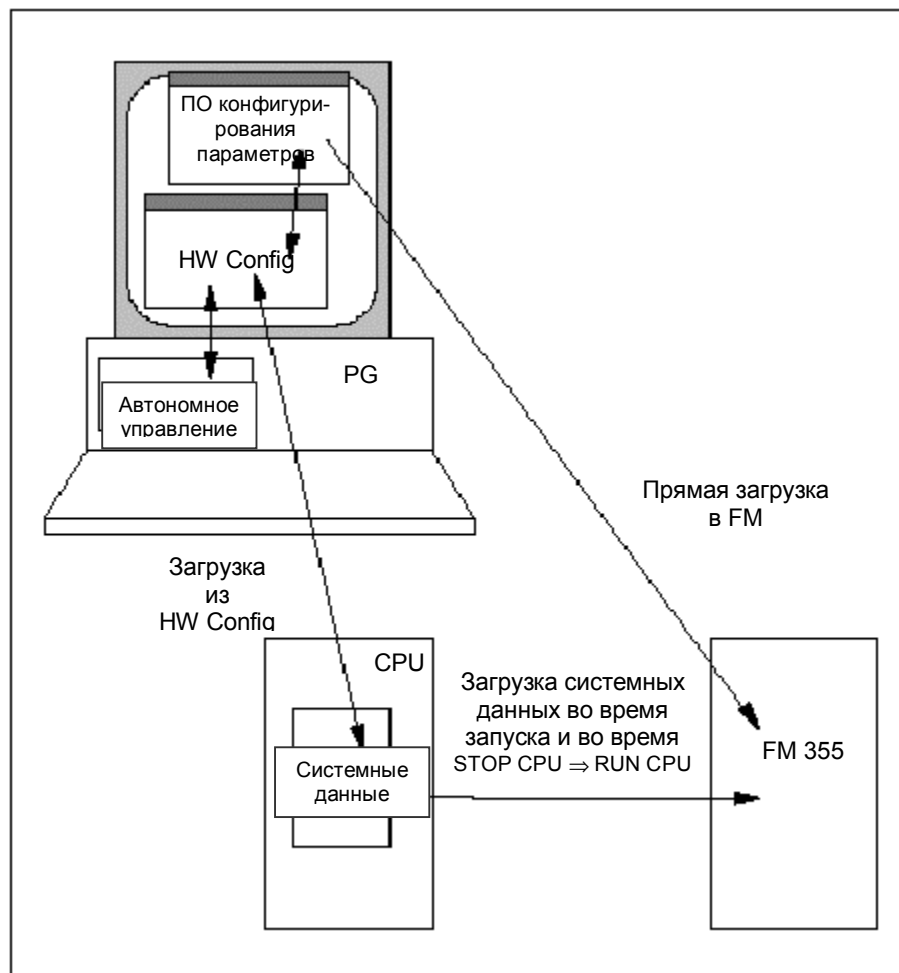 ПО конфигури-
рования
параметров
HW Config
PG
Автономное
управление
Прямая загрузка
в FM
Загрузка
из
HW Config
CPU
Загрузка системных
данных во время
запуска и во время
STOP CPU ⇒ RUN CPU
FM 355
Системные
данные